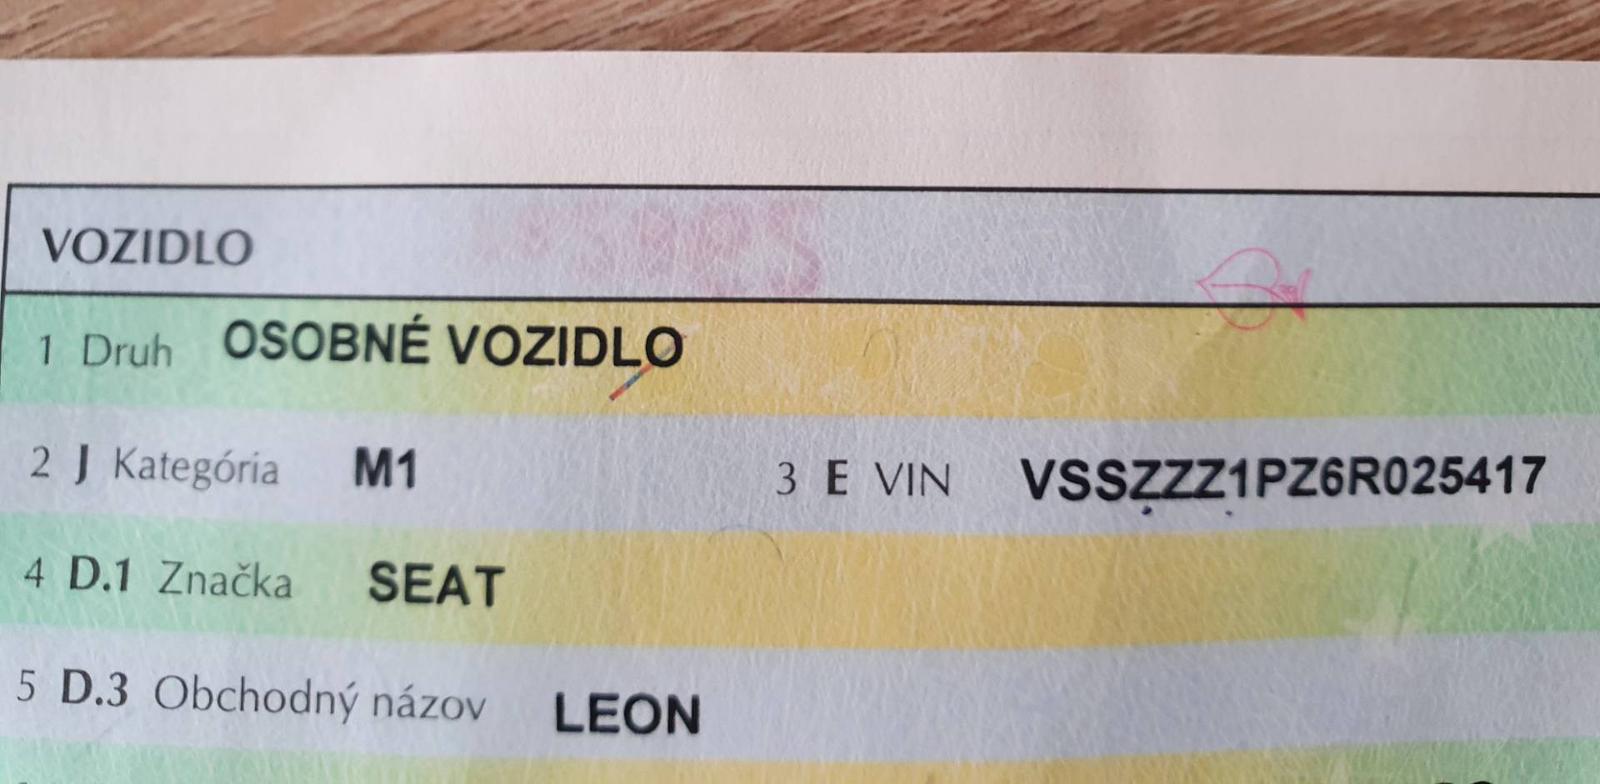 VOZIDLO
1 Druh OSOBNÉ VOZIDLO
2 J Kategória M1 3 E VIN VSSZZZ1PZ6R025417
4 D.1 Značka SEAT
5 D.3 Obchodný názov LEON